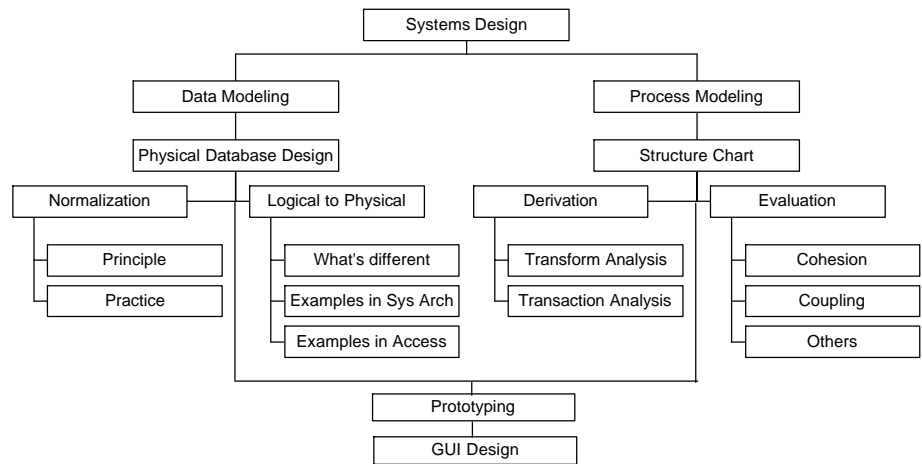 Systems Design
Data Modeling
Process Modeling
Physical Database Design
Structure Chart
Normalization
Logical to Physical
Derivation
Evaluation
Principle
What's different
Transform Analysis
Cohesion
Practice
Examples in Sys Arch
Transaction Analysis
Coupling
Examples in Access
Others
Prototyping
GUI Design